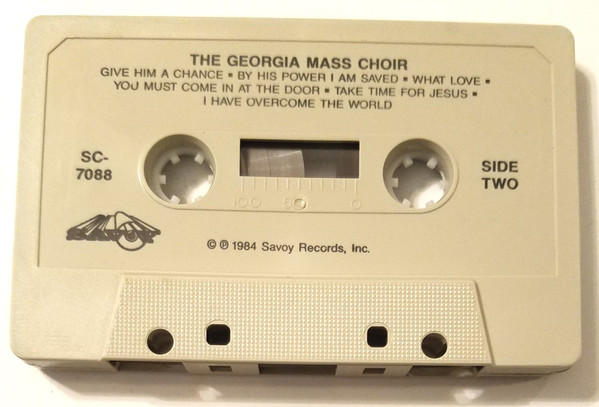 THE GEORGIA MASS CHOIR
GIVE HIM A CHANCE ▪ BY HIS POWER I AM SAVED ▪ WHAT LOVE ▪
YOU MUST COME IN AT THE DOOR ▪ TAKE TIME FOR JESUS ▪
I HAVE OVERCOME THE WORLD
SC-
7088
SIDE
TWO
100 50 0
SAVOY
© ℗ 1984 Savoy Records, Inc.